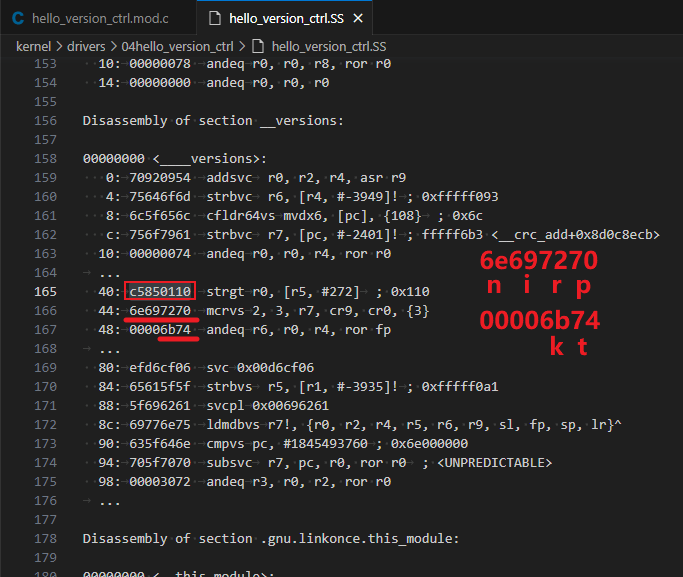 hello_version_ctrl.mod.c hello_version_ctrl.SS ×
kernel > drivers > 04hello_version_ctrl > hello_version_ctrl.SS
153 10: 00000078 andeq r0, r0, r8, ror r0
154 14: 00000000 andeq r0, r0, r0
155
156 Disassembly of section __versions:
157
158 00000000 <____versions>:
159 0: 70920954 addsvc r0, r2, r4, asr r9
160 4: 75646f6d strbvc r6, [r4, #-3949]! ; 0xfffff093
161 8: 6c5f656c cfldr64vs mvdx6, [pc], {108} ; 0x6c
162 c: 756f7961 strbvc r7, [pc, #-2401]! ; fffff6b3 <__crc_add+0x8d0c8ecb>
163 10: 00000074 andeq r0, r0, r4, ror r0
164 ...
165 40: c5850110 strgt r0, [r5, #272] ; 0x110
166 44: 6e697270 mcrvs 2, 3, r7, cr9, cr0, {3}
167 48: 00006b74 andeq r6, r0, r4, ror fp
168 ...
169 80: efd6cf06 svc 0x00d6cf06
170 84: 65615f5f strbvs r5, [r1, #-3935]! ; 0xfffff0a1
171 88: 5f696261 svcpl 0x00696261
172 8c: 69776e75 ldmdbvs r7!, {r0, r2, r4, r5, r6, r9, sl, fp, sp, lr}^
173 90: 635f646e cmpvs pc, #1845493760 ; 0x6e000000
174 94: 705f7070 subsvc r7, pc, r0, ror r0 ; <UNPREDICTABLE>
175 98: 00003072 andeq r3, r0, r2, ror r0
176 ...
177
178 Disassembly of section .gnu.linkonce.this_module:
179
180 00000000 <__this_module>:
6e697270
n i r p
00006b74
k t